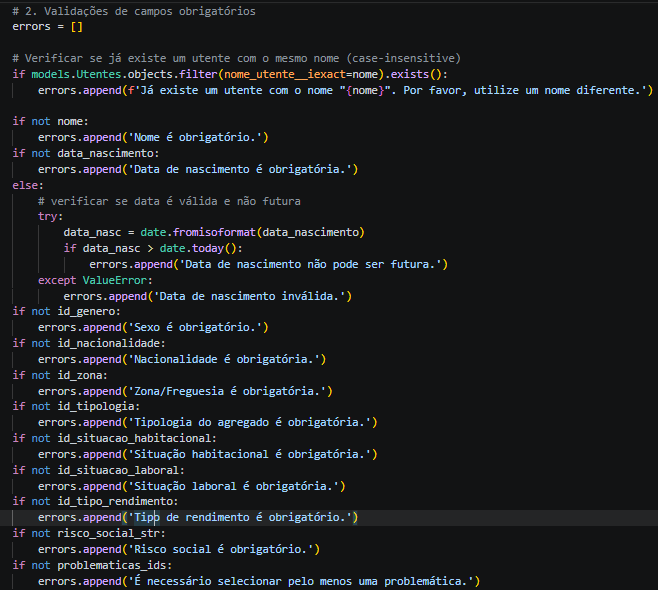 # 2. Validações de campos obrigatórios
errors = []
# Verificar se já existe um utente com o mesmo nome (case-insensitive)
if models.Utentes.objects.filter(nome_utente__iexact=nome).exists():
    errors.append(f'Já existe um utente com o nome "{nome}". Por favor, utilize um nome diferente.')
if not nome:
    errors.append('Nome é obrigatório.')
if not data_nascimento:
    errors.append('Data de nascimento é obrigatória.')
else:
    # verificar se data é válida e não futura
    try:
        data_nasc = date.fromisoformat(data_nascimento)
        if data_nasc > date.today():
            errors.append('Data de nascimento não pode ser futura.')
    except ValueError:
        errors.append('Data de nascimento inválida.')
if not id_genero:
    errors.append('Sexo é obrigatório.')
if not id_nacionalidade:
    errors.append('Nacionalidade é obrigatória.')
if not id_zona:
    errors.append('Zona/Freguesia é obrigatória.')
if not id_tipologia:
    errors.append('Tipologia do agregado é obrigatória.')
if not id_situacao_habitacional:
    errors.append('Situação habitacional é obrigatória.')
if not id_situacao_laboral:
    errors.append('Situação laboral é obrigatória.')
if not id_tipo_rendimento:
    errors.append('Tipo de rendimento é obrigatório.')
if not risco_social_str:
    errors.append('Risco social é obrigatório.')
if not problematicas_ids:
    errors.append('É necessário selecionar pelo menos uma problemática.')